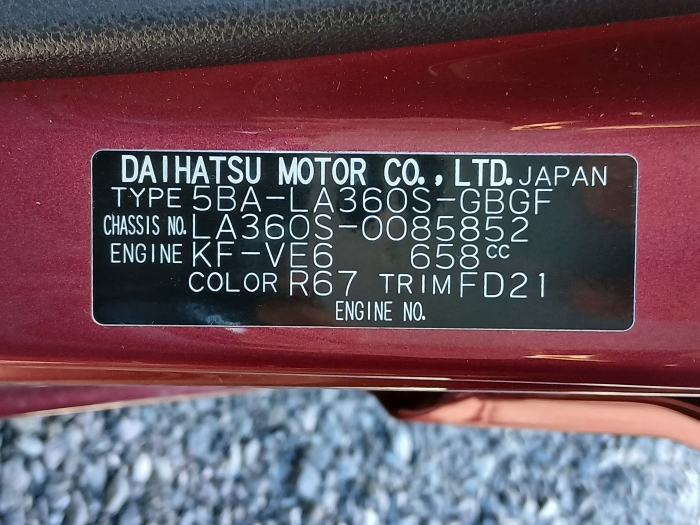 DAIHATSU MOTOR CO., LTD. JAPAN
TYPE 5BA-LA360S-GBGF
CHASSIS NO. LA360S-0085852
ENGINE KF-VE6 658cc
COLOR R67 TRIM FD21
ENGINE NO.